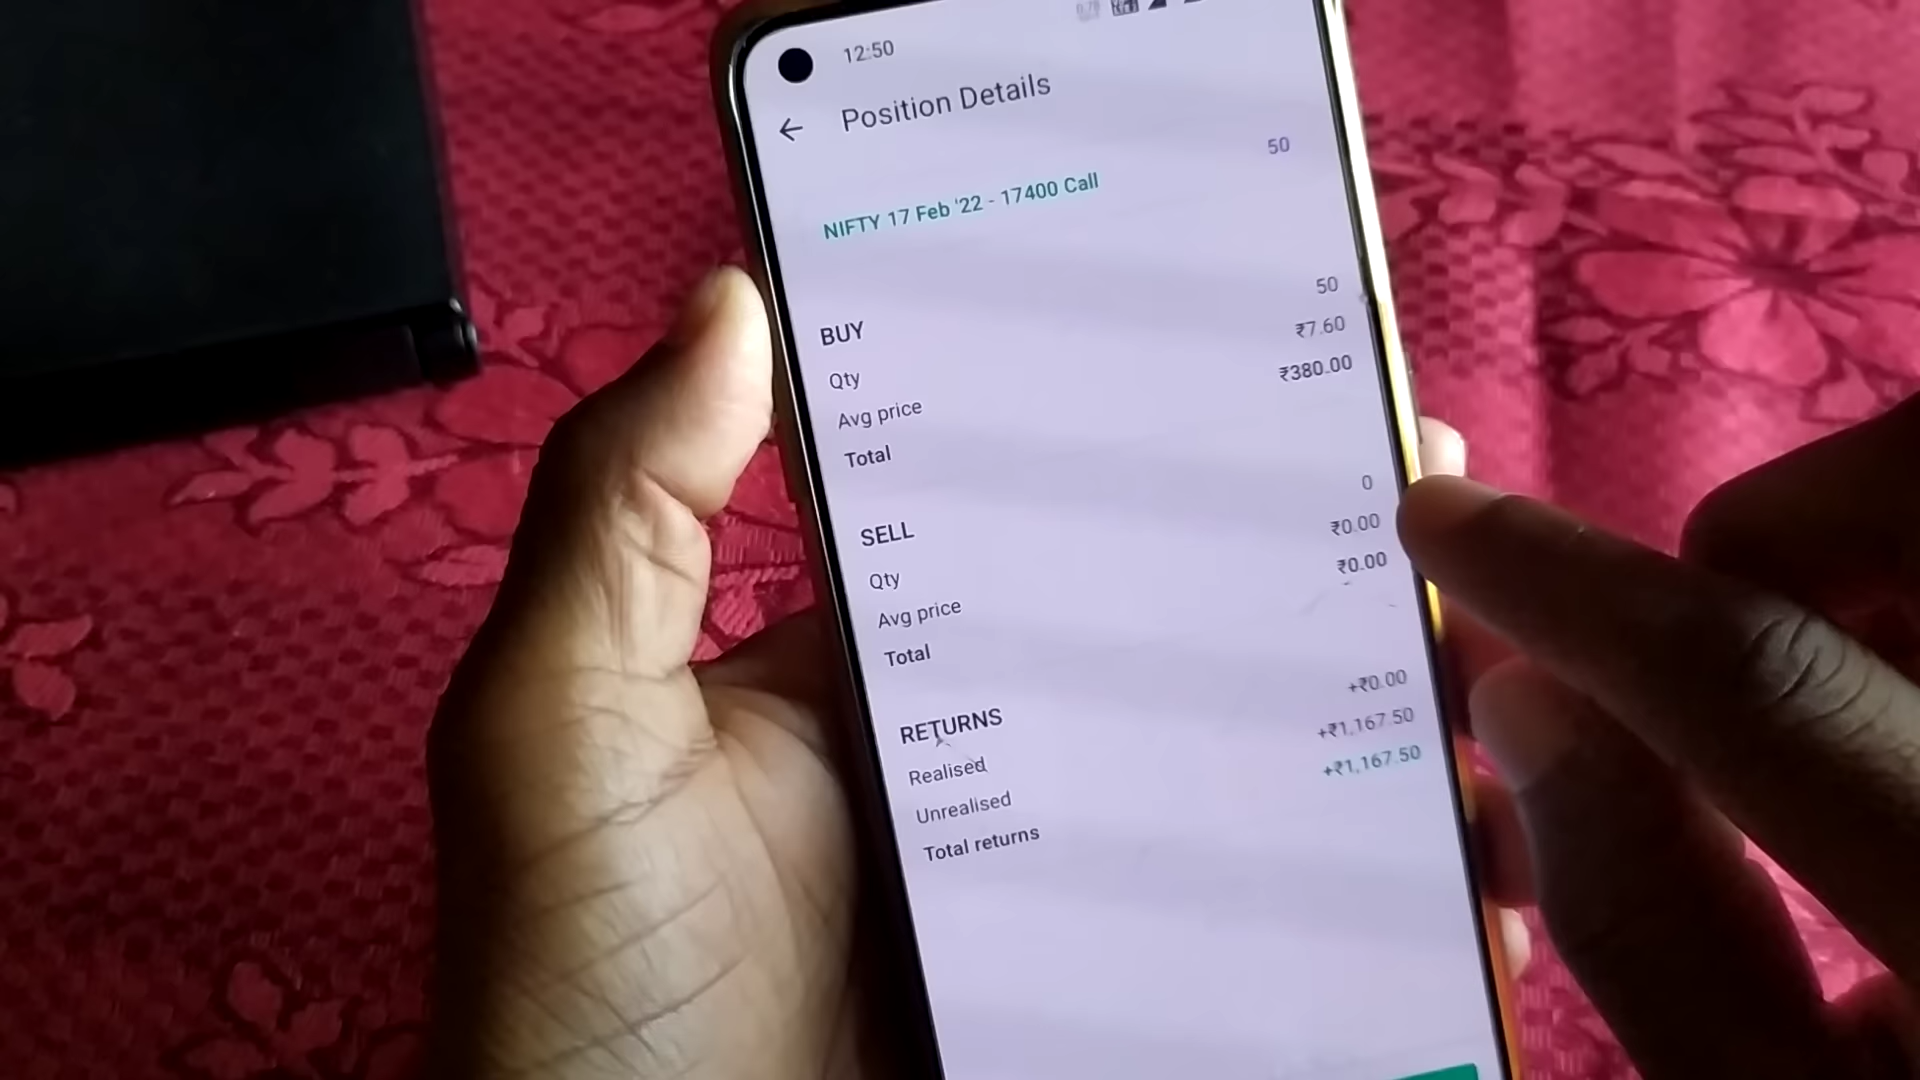 12:50
Position Details
NIFTY 17 Feb '22 - 17400 Call 50
BUY
Qty 50
Avg price ₹7.60
Total ₹380.00
SELL
Qty 0
Avg price ₹0.00
Total ₹0.00
RETURNS
Realised +₹0.00
Unrealised +₹1,167.50
Total returns +₹1,167.50